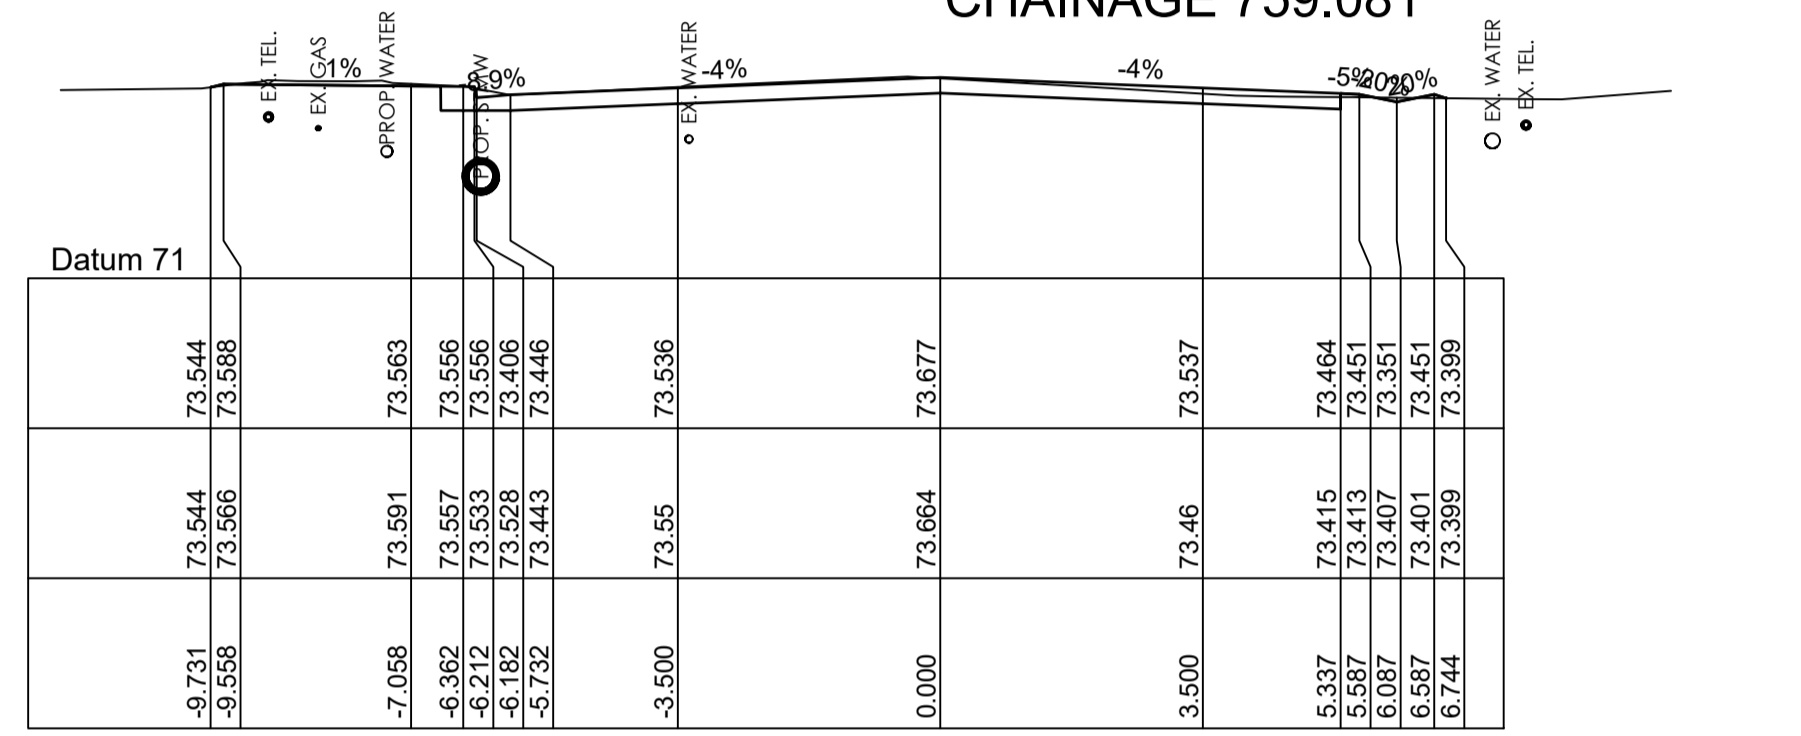 CHAINAGE 759.081
EX. TEL.
EX. GAS
1%
PROP. WATER
9%
EX. WATER
-4%
-4%
-5%
20%
EX. WATER
EX. TEL.
Datum 71
73.544 73.588 73.563 73.556 73.556 73.406 73.446 73.536 73.677 73.537 73.464 73.451 73.351 73.451 73.399
73.544 73.566 73.591 73.557 73.533 73.528 73.443 73.55 73.664 73.46 73.415 73.413 73.407 73.401 73.399
-9.731 -9.558 -7.058 -6.362 -6.212 -6.182 -5.732 -3.500 0.000 3.500 5.337 5.587 6.087 6.587 6.744